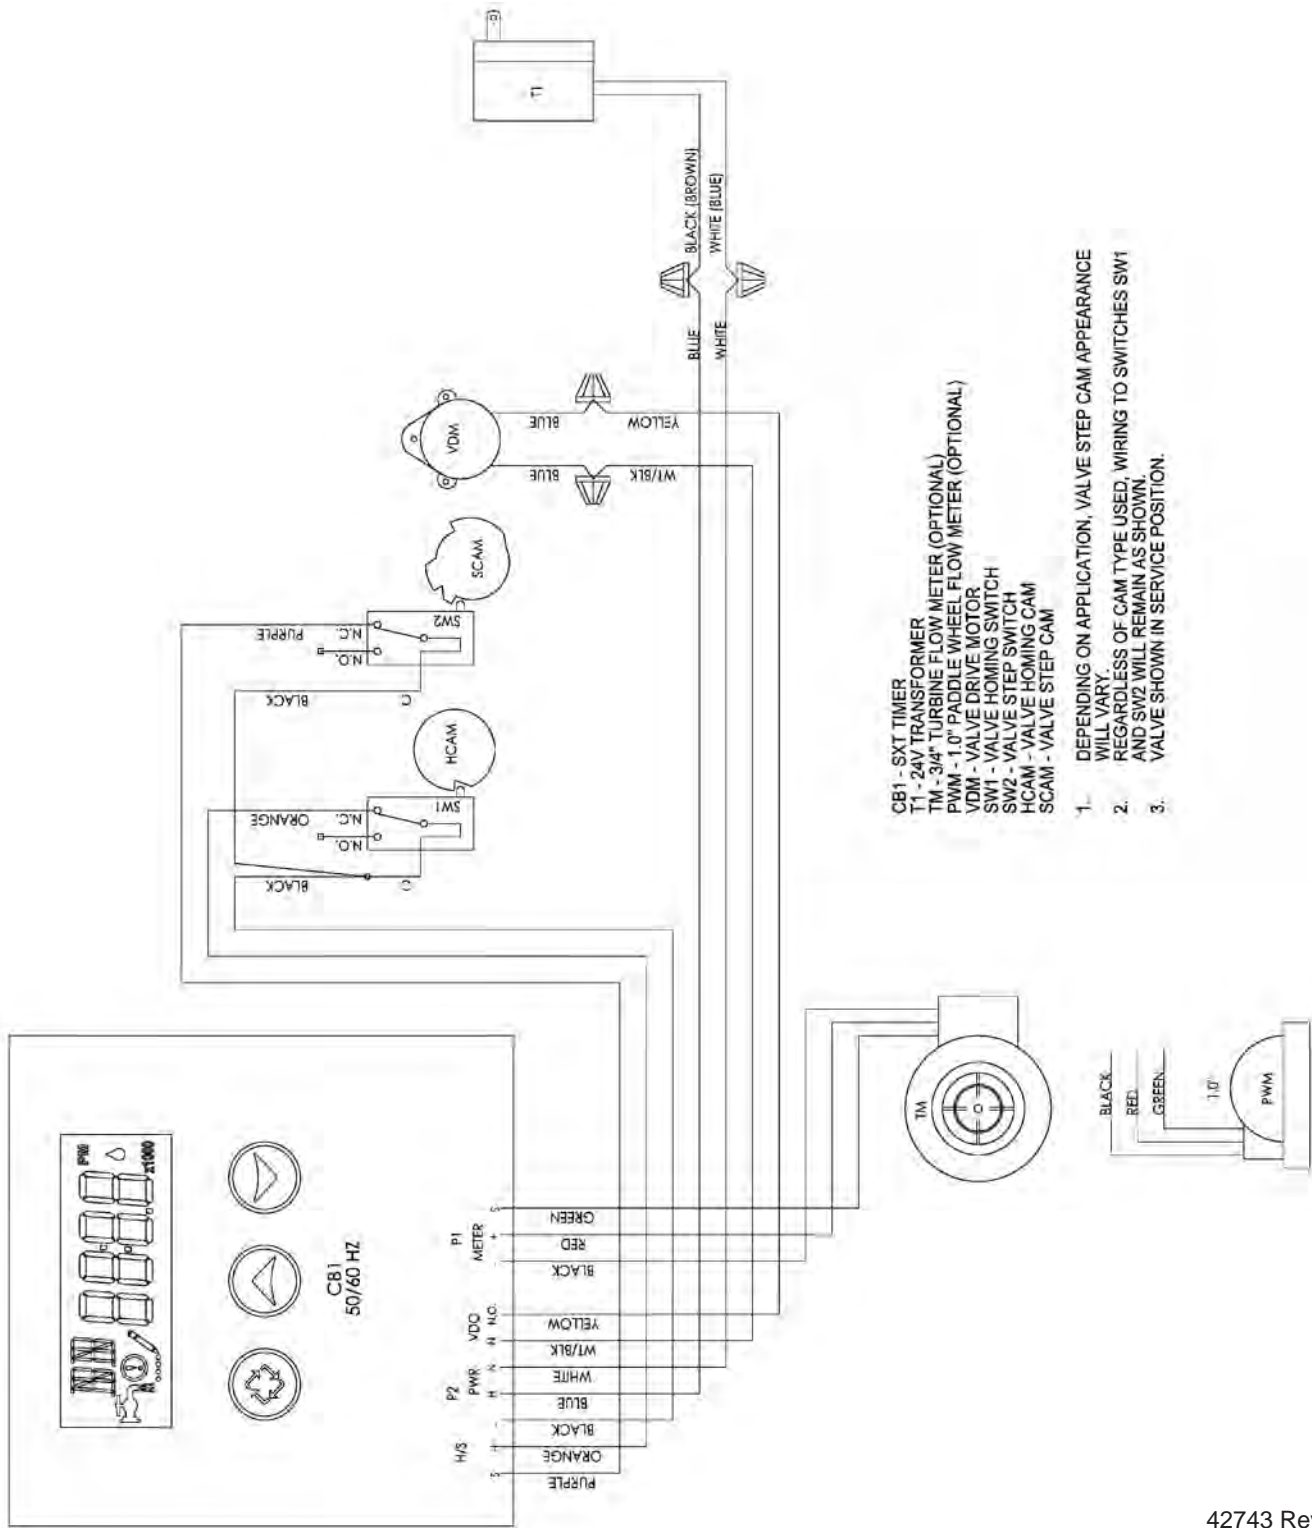 T1
BLACK (BROWN)
WHITE (BLUE)
BLUE
WHITE
VDM
BLUE
YELLOW
BLUE
WT/BLK
SCAM
SW2
N.C.
N.O.
PURPLE
BLACK
C
HCAM
SW1
N.C.
N.O.
ORANGE
BLACK
C
CB1 - SXT TIMER
T1 - 24V TRANSFORMER
TM - 3/4" TURBINE FLOW METER (OPTIONAL)
PWM - 1.0" PADDLE WHEEL FLOW METER (OPTIONAL)
VDM - VALVE DRIVE MOTOR
SW1 - VALVE HOMING SWITCH
SW2 - VALVE STEP SWITCH
HCAM - VALVE HOMING CAM
SCAM - VALVE STEP CAM
1. DEPENDING ON APPLICATION, VALVE STEP CAM APPEARANCE
WILL VARY.
2. REGARDLESS OF CAM TYPE USED, WIRING TO SWITCHES SW1
AND SW2 WILL REMAIN AS SHOWN.
3. VALVE SHOWN IN SERVICE POSITION.
PM
x1000
CB1
50/60 HZ
H/S
P2
PWR
VDO
P1
METER
S
H
-
H
N
N
N.O.
-
+
S
PURPLE
ORANGE
BLACK
BLUE
WHITE
WT/BLK
YELLOW
BLACK
RED
GREEN
TM
BLACK
RED
GREEN
1.0"
PWM
42743 Re